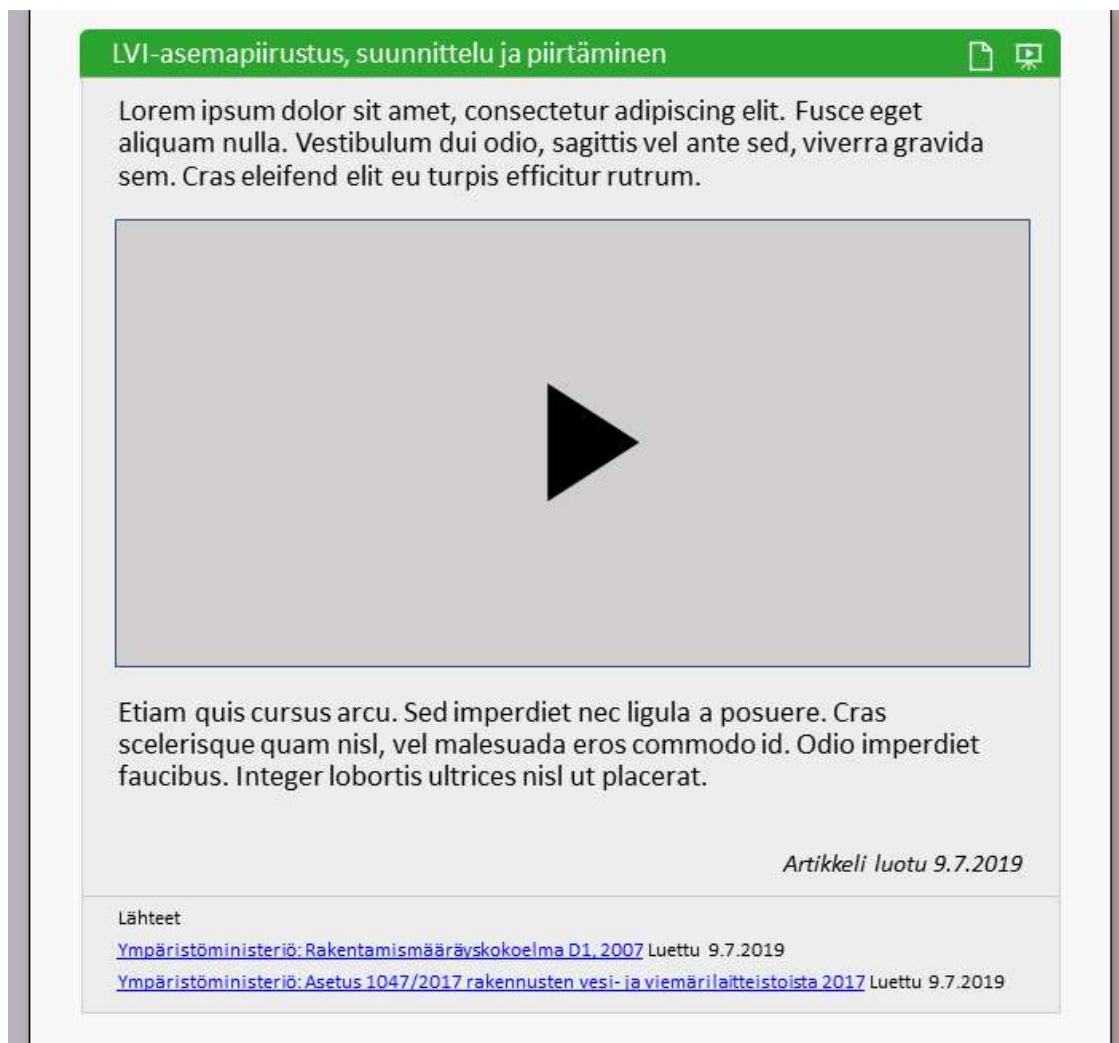 LVI-asemapiirustus, suunnittelu ja piirtäminen
Lorem ipsum dolor sit amet, consectetur adipiscing elit. Fusce eget
aliquam nulla. Vestibulum dui odio, sagittis vel ante sed, viverra gravida
sem. Cras eleifend elit eu turpis efficitur rutrum.
Etiam quis cursus arcu. Sed imperdiet nec ligula a posuere. Cras
scelerisque quam nisl, vel malesuada eros commodo id. Odio imperdiet
faucibus. Integer lobortis ultrices nisl ut placerat.
Artikkeli luotu 9.7.2019
Lähteet
Ympäristöministeriö: Rakentamismääräyskokoelma D1, 2007 Luettu 9.7.2019
Ympäristöministeriö: Asetus 1047/2017 rakennusten vesi- ja viemärilaitteistoista 2017 Luettu 9.7.2019